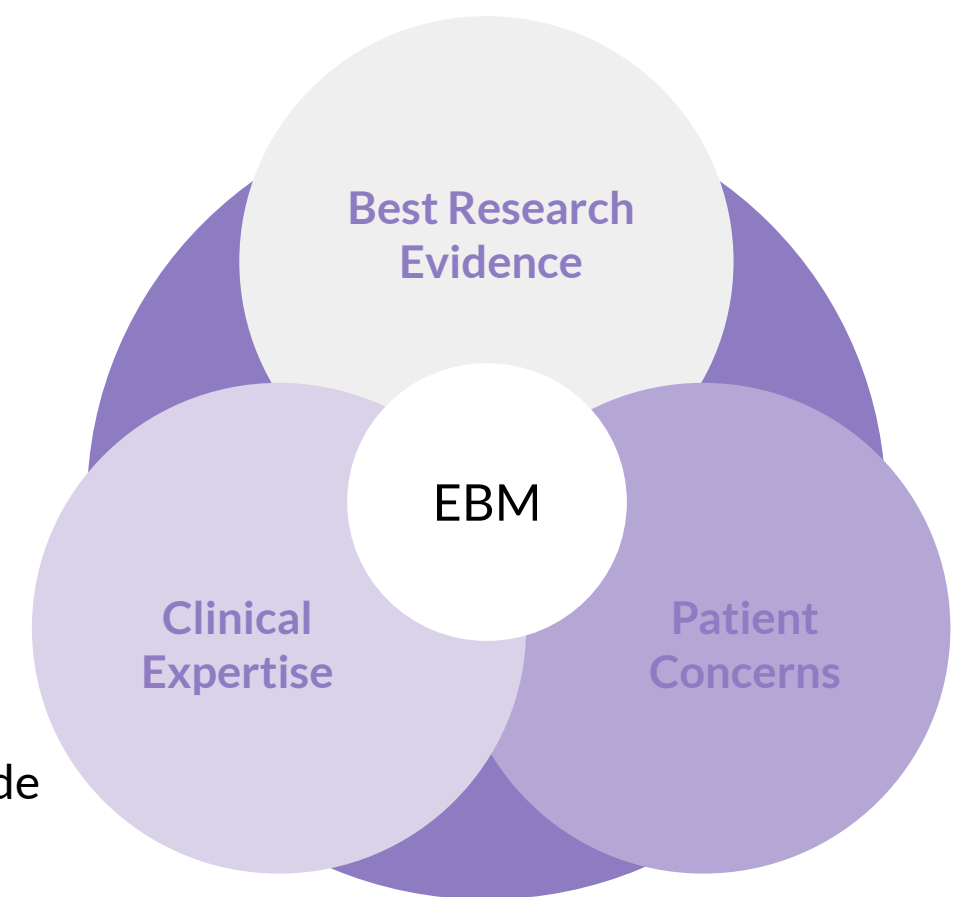 Best Research
Evidence
EBM
Clinical
Expertise
Patient
Concerns
de